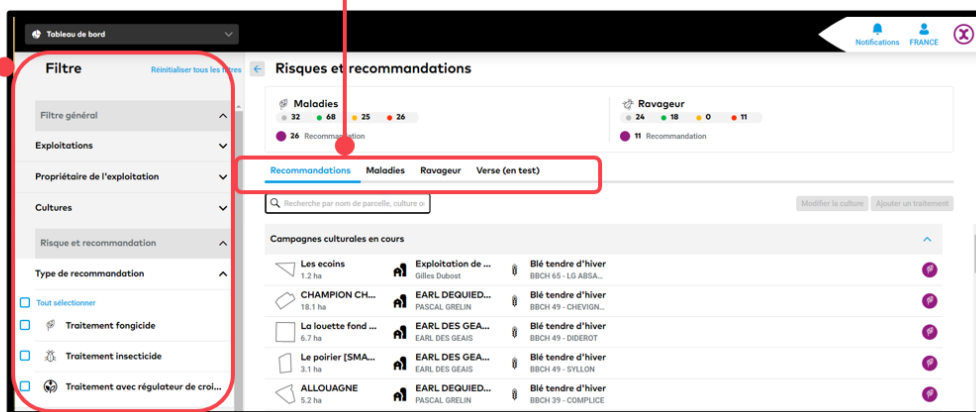 Tableau de bord
Notifications
FRANCE
Filtre
Réinitialiser tous les filtres
Filtre général
Exploitations
Propriétaire de l'exploitation
Cultures
Risque et recommandation
Type de recommandation
Tout sélectionner
Traitement fongicide
Traitement insecticide
Traitement avec régulateur de croi...
Risques et recommandations
Maladies
32 68 25 26
26 Recommandation
Ravageur
24 18 0 11
11 Recommandation
Recommandations Maladies Ravageur Verse (en test)
Recherche par nom de parcelle, culture o
Modifier la culture Ajouter un traitement
Campagnes culturales en cours
Les ecoins Exploitation de ... Blé tendre d'hiver
1.2 ha Gilles Dubost BBCH 65 - LG ABSA...
CHAMPION CH... EARL DEQUIED... Blé tendre d'hiver
18.1 ha PASCAL GRELIN BBCH 49 - CHEVIGN...
La louette fond ... EARL DES GEA... Blé tendre d'hiver
6.7 ha EARL DES GEAIS BBCH 49 - DIDEROT
Le poirier [SMA... EARL DES GEA... Blé tendre d'hiver
3.1 ha EARL DES GEAIS BBCH 49 - SYLLON
ALLOUAGNE EARL DEQUIED... Blé tendre d'hiver
5.2 ha PASCAL GRELIN BBCH 39 - COMPLICE